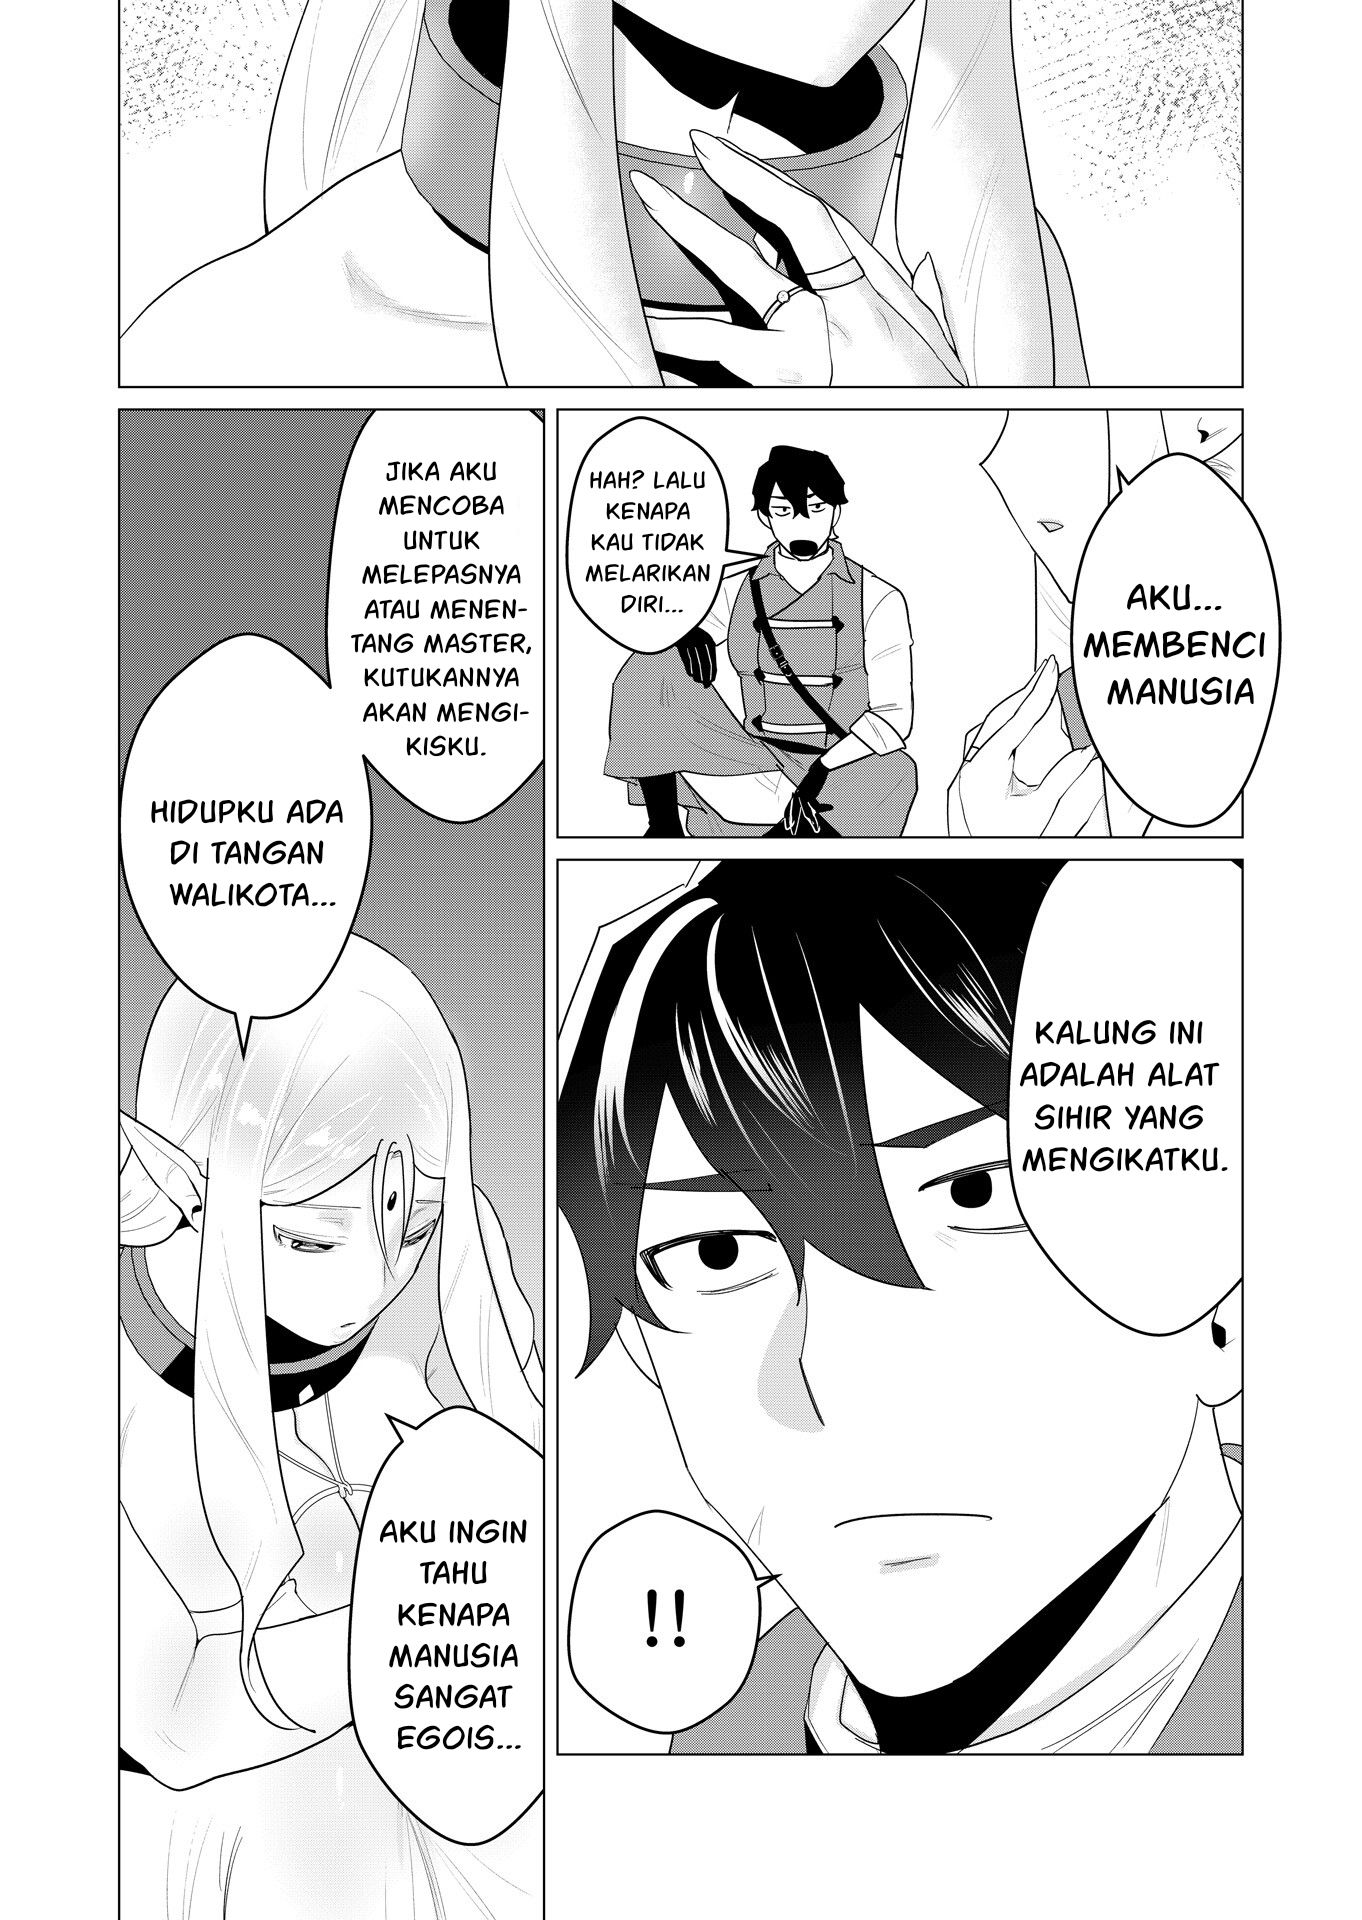 AKU...
MEMBENCI
MANUSIA
HAH? LALU
KENAPA
KAU TIDAK
MELARIKAN
DIRI...
KALUNG INI
ADALAH ALAT
SIHIR YANG
MENGIKATKU.
!!
JIKA AKU
MENCOBA
UNTUK
MELEPASNYA
ATAU MENEN-
TANG MASTER,
KUTUKANNYA
AKAN MENGI-
KISKU.
HIDUPKU ADA
DI TANGAN
WALIKOTA...
AKU INGIN
TAHU
KENAPA
MANUSIA
SANGAT
EGOIS...